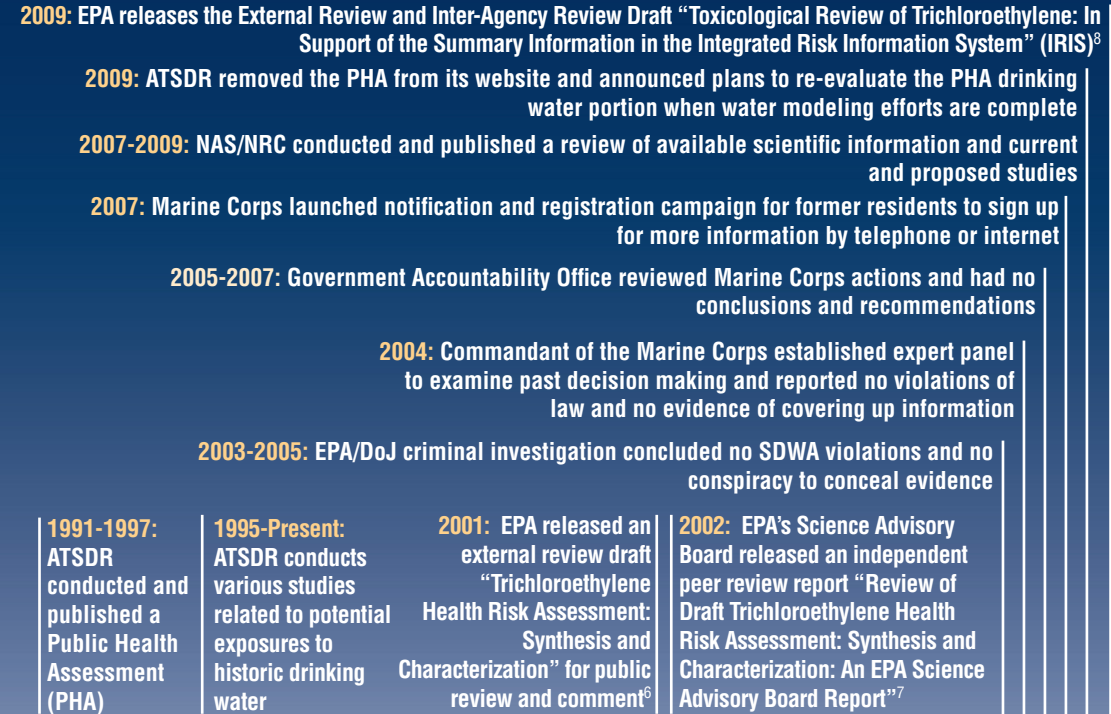 2009: EPA releases the External Review and Inter-Agency Review Draft “Toxicological Review of Trichloroethylene: In
Support of the Summary Information in the Integrated Risk Information System” (IRIS)8
2009: ATSDR removed the PHA from its website and announced plans to re-evaluate the PHA drinking
water portion when water modeling efforts are complete
2007-2009: NAS/NRC conducted and published a review of available scientific information and current
and proposed studies
2007: Marine Corps launched notification and registration campaign for former residents to sign up
for more information by telephone or internet
2005-2007: Government Accountability Office reviewed Marine Corps actions and had no
conclusions and recommendations
2004: Commandant of the Marine Corps established expert panel
to examine past decision making and reported no violations of
law and no evidence of covering up information
2003-2005: EPA/DoJ criminal investigation concluded no SDWA violations and no
conspiracy to conceal evidence
1991-1997:
ATSDR
conducted and
published a
Public Health
Assessment
(PHA)
1995-Present:
ATSDR conducts
various studies
related to potential
exposures to
historic drinking
water
2001: EPA released an
external review draft
“Trichloroethylene
Health Risk Assessment:
Synthesis and
Characterization” for public
review and comment6
2002: EPA’s Science Advisory
Board released an independent
peer review report “Review of
Draft Trichloroethylene Health
Risk Assessment: Synthesis and
Characterization: An EPA Science
Advisory Board Report”7